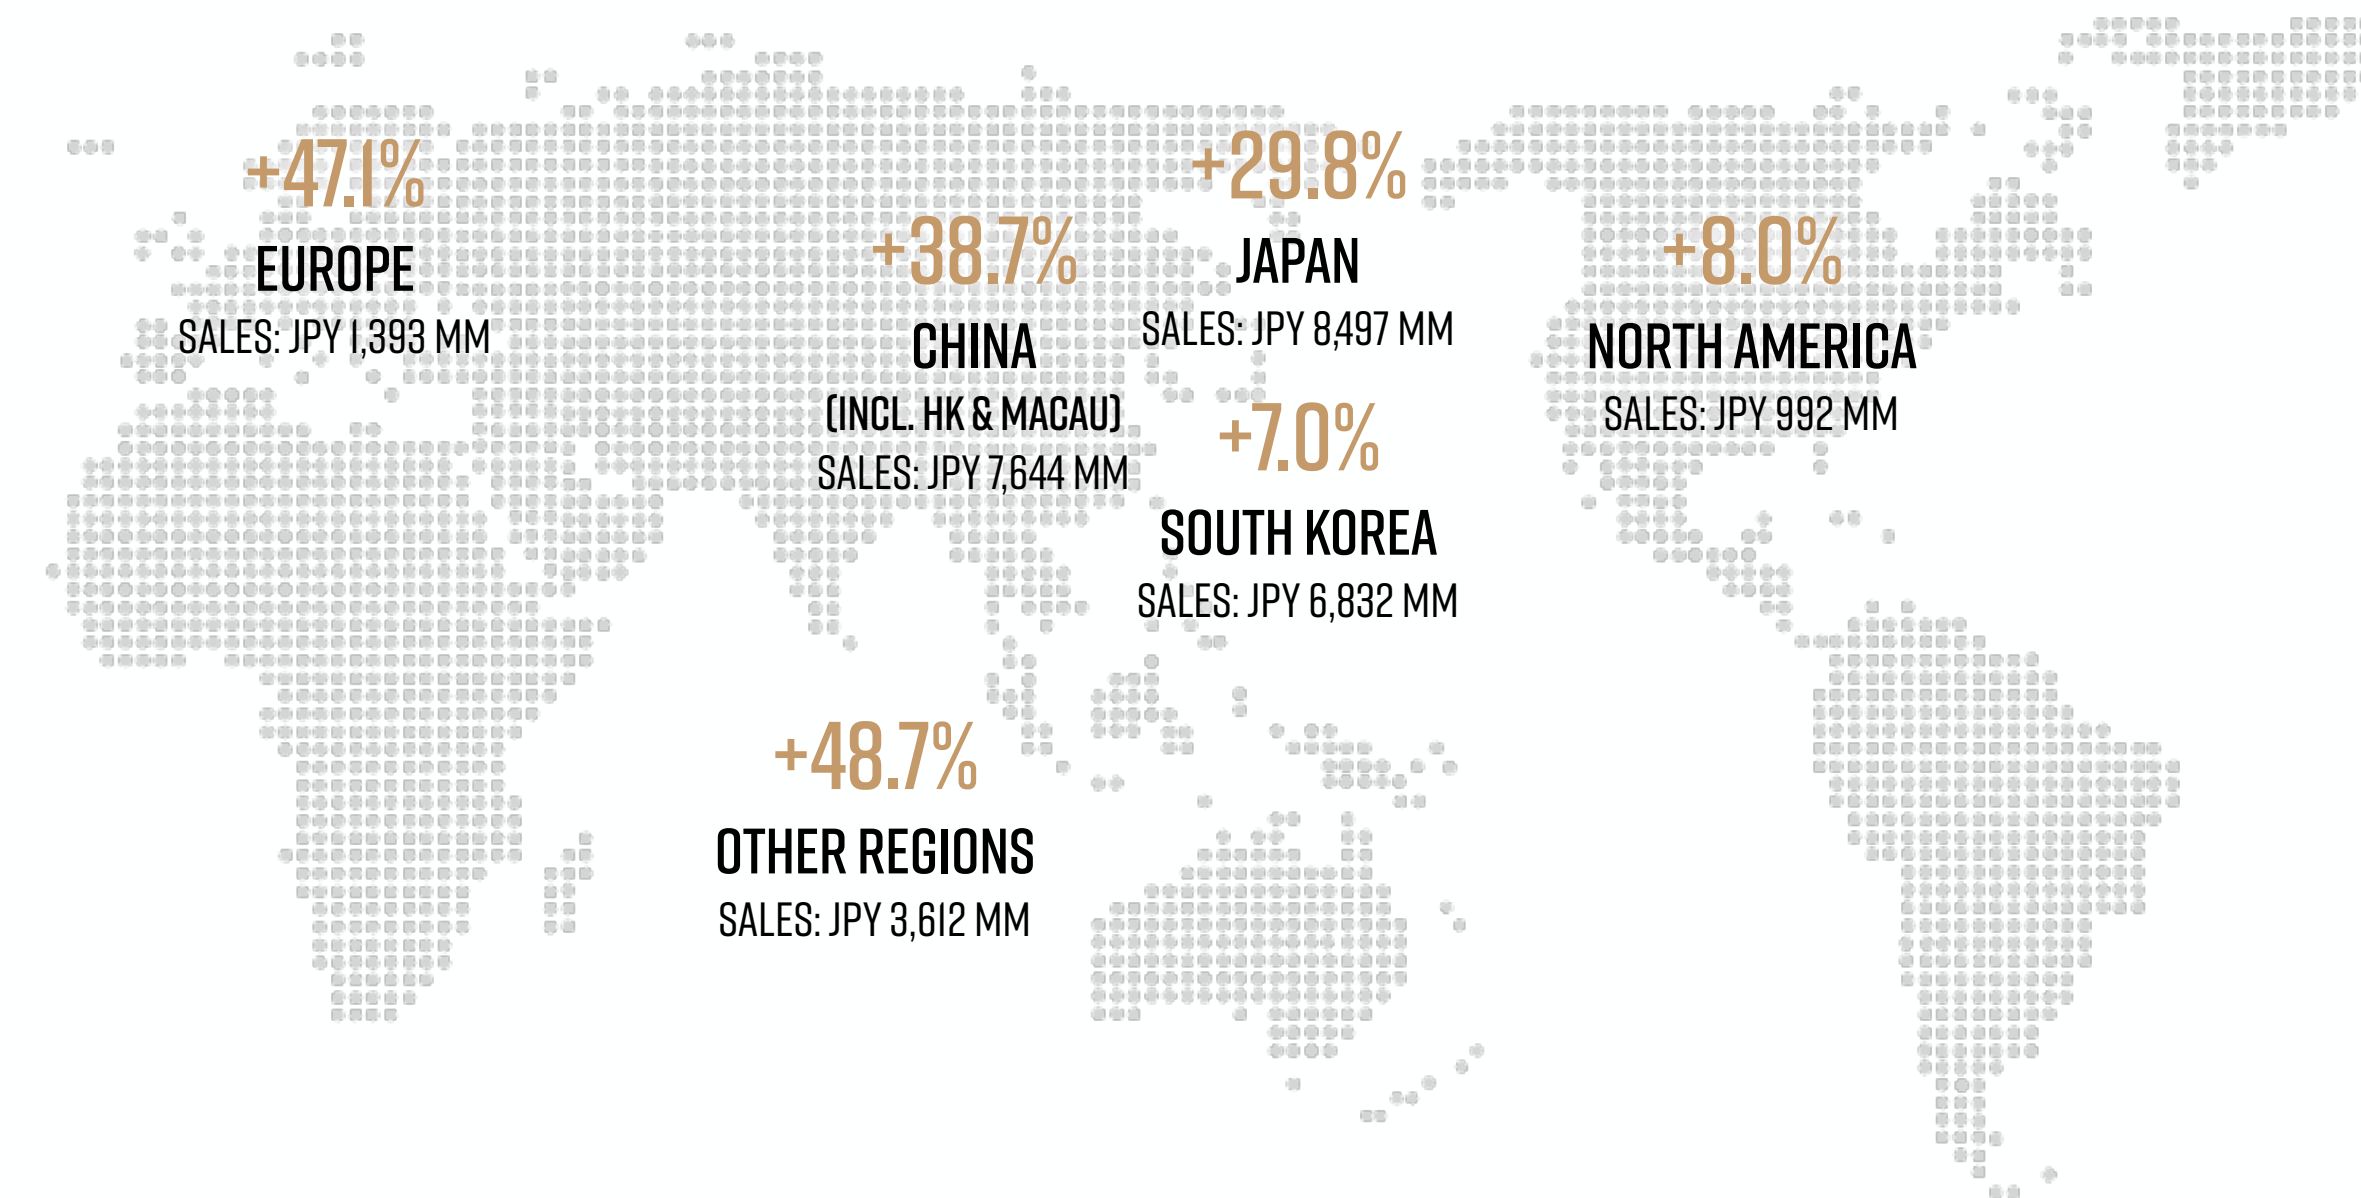 +47.1%
EUROPE
SALES: JPY 1,393 MM
+38.7%
CHINA
(INCL. HK & MACAU)
SALES: JPY 7,644 MM
+29.8%
JAPAN
SALES: JPY 8,497 MM
+7.0%
SOUTH KOREA
SALES: JPY 6,832 MM
+8.0%
NORTH AMERICA
SALES: JPY 992 MM
+48.7%
OTHER REGIONS
SALES: JPY 3,612 MM